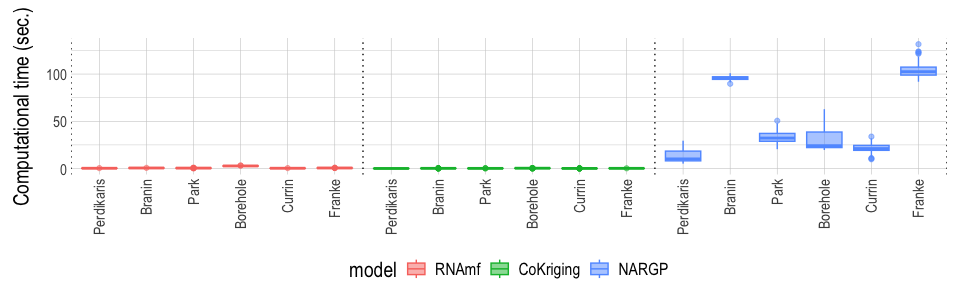 Computational time (sec.)
100
50
0
Perdikaris Branin Park Borehole Currin Franke Perdikaris Branin Park Borehole Currin Franke Perdikaris Branin Park Borehole Currin Franke
model RNAmf CoKriging NARGP